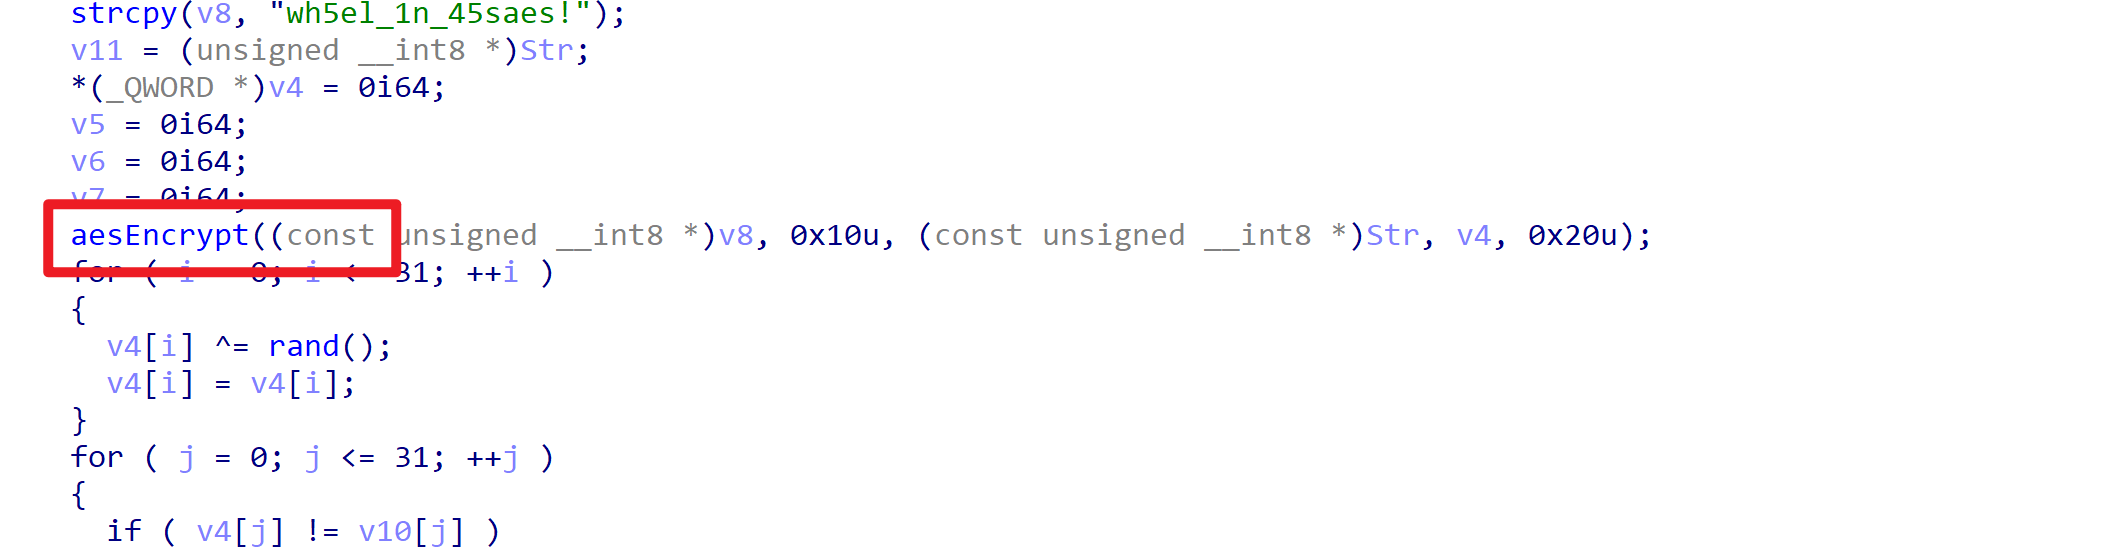 strcpy(v8, "wh5el_1n_45saes!");
v11 = (unsigned __int8 *)Str;
*(_QWORD *)v4 = 0i64;
v5 = 0i64;
v6 = 0i64;
v7 = 0i64;
aesEncrypt((const unsigned __int8 *)v8, 0x10u, (const unsigned __int8 *)Str, v4, 0x20u);
for ( i = 0; i <= 31; ++i )
{
v4[i] ^= rand();
v4[i] = v4[i];
}
for ( j = 0; j <= 31; ++j )
{
if ( v4[j] != v10[j] )